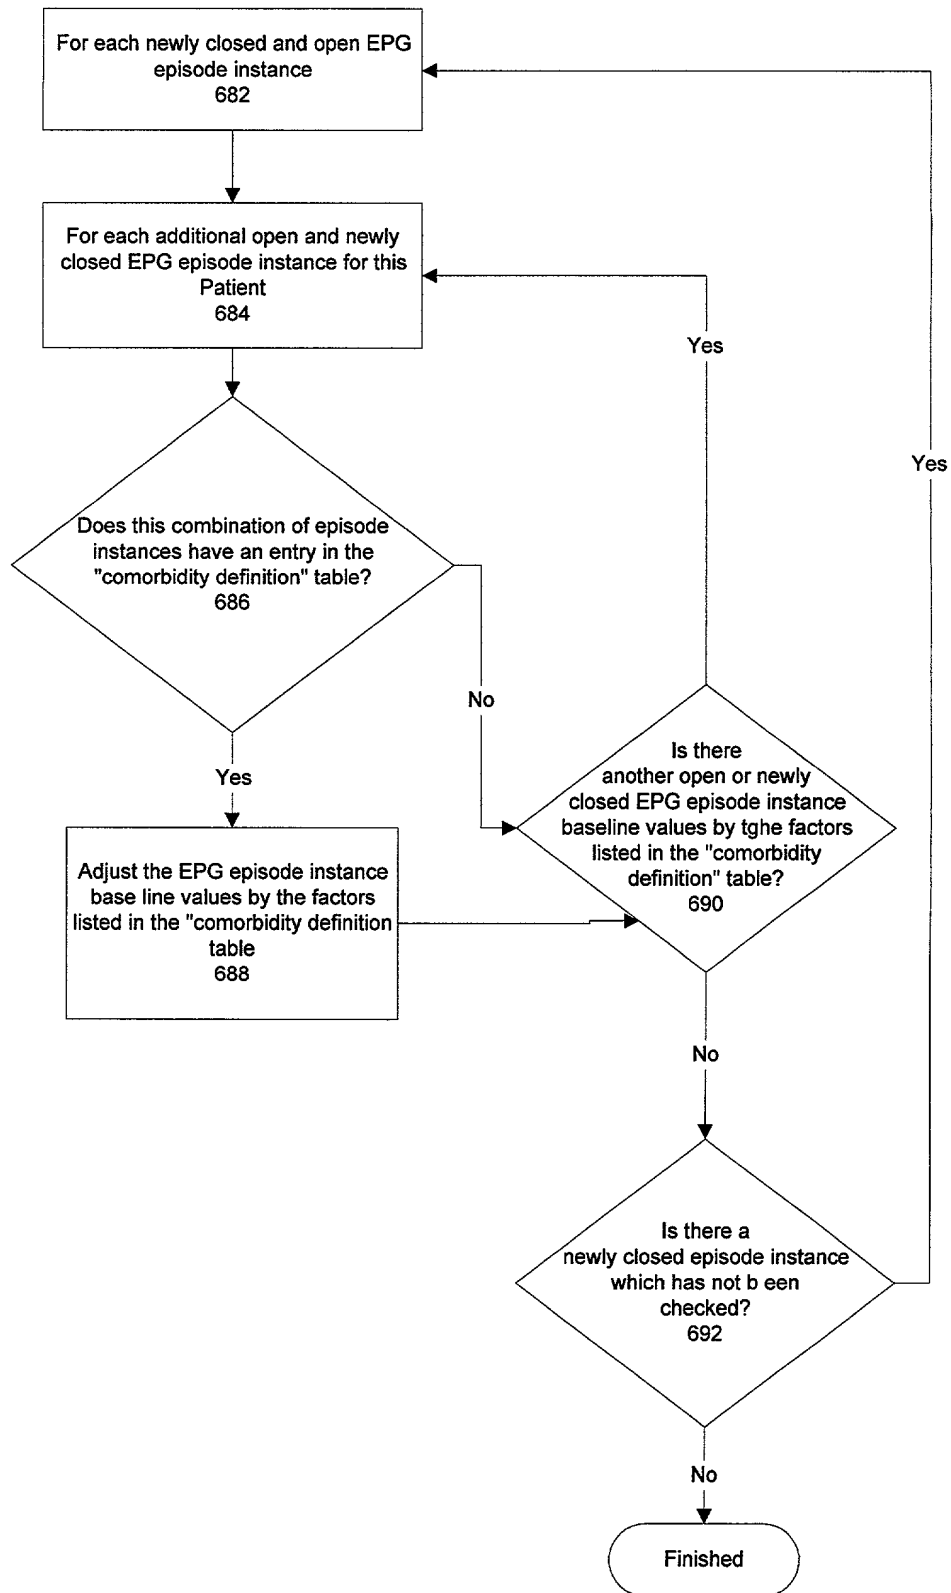 For each newly closed and open EPG
episode instance
682
For each additional open and newly
closed EPG episode instance for this
Patient
684
Yes
Yes
Does this combination of episode
instances have an entry in the
"comorbidity definition" table?
686
No
Yes
Is there
another open or newly
closed EPG episode instance
baseline values by tghe factors
listed in the "comorbidity
definition" table?
690
Adjust the EPG episode instance
base line values by the factors
listed in the "comorbidity definition
table
688
No
Is there a
newly closed episode instance
which has not b een
checked?
692
No
Finished